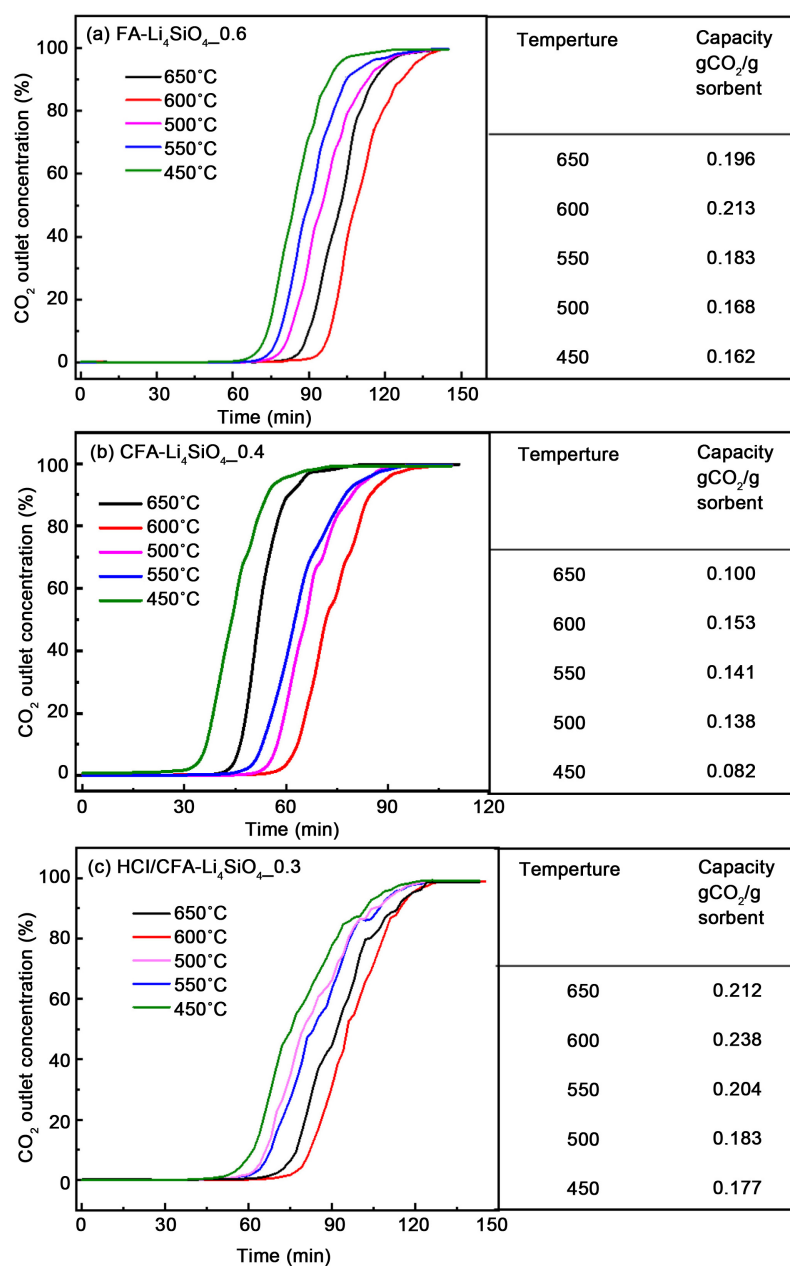 (a) FA-Li₄SiO₄_0.6
650°C
600°C
500°C
550°C
450°C
100
80
60
40
20
0
CO₂ outlet concentration (%)
0
30
60
90
120
150
Time (min)
Temperture
Capacity
gCO₂/g
sorbent
650 0.196
600 0.213
550 0.183
500 0.168
450 0.162
(b) CFA-Li₄SiO₄_0.4
650°C
600°C
500°C
550°C
450°C
100
80
60
40
20
0
CO₂ outlet concentration (%)
0
30
60
90
120
Time (min)
Temperture
Capacity
gCO₂/g
sorbent
650 0.100
600 0.153
550 0.141
500 0.138
450 0.082
(c) HCl/CFA-Li₄SiO₄_0.3
650°C
600°C
500°C
550°C
450°C
100
80
60
40
20
0
CO₂ outlet concentration (%)
0
30
60
90
120
150
Time (min)
Temperture
Capacity
gCO₂/g
sorbent
650 0.212
600 0.238
550 0.204
500 0.183
450 0.177